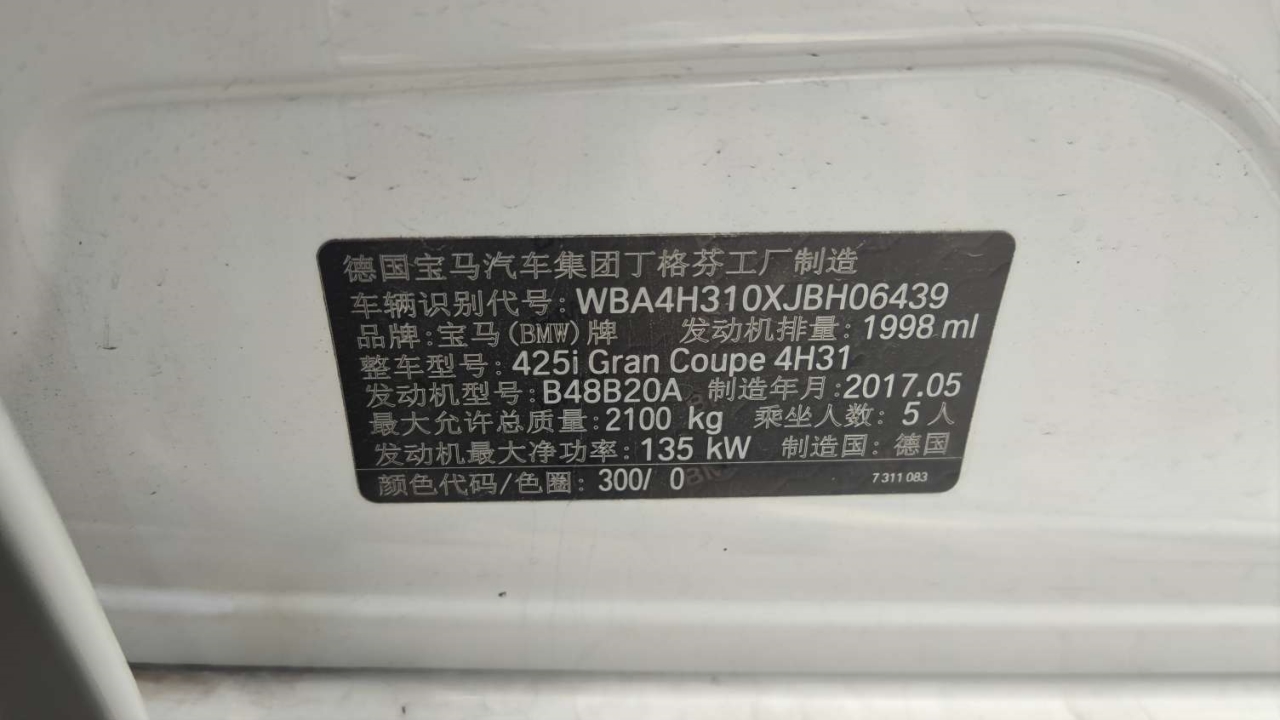 德国宝马汽车集团丁格芬工厂制造
车辆识别代号: WBA4H310XJBH06439
品牌: 宝马(BMW)牌 发动机排量: 1998 ml
整车型号: 425i Gran Coupe 4H31
发动机型号: B48B20A 制造年月: 2017.05
最大允许总质量: 2100 kg 乘坐人数: 5 人
发动机最大净功率: 135 kW 制造国: 德国
颜色代码/色圈: 300/ 0 7 311 083